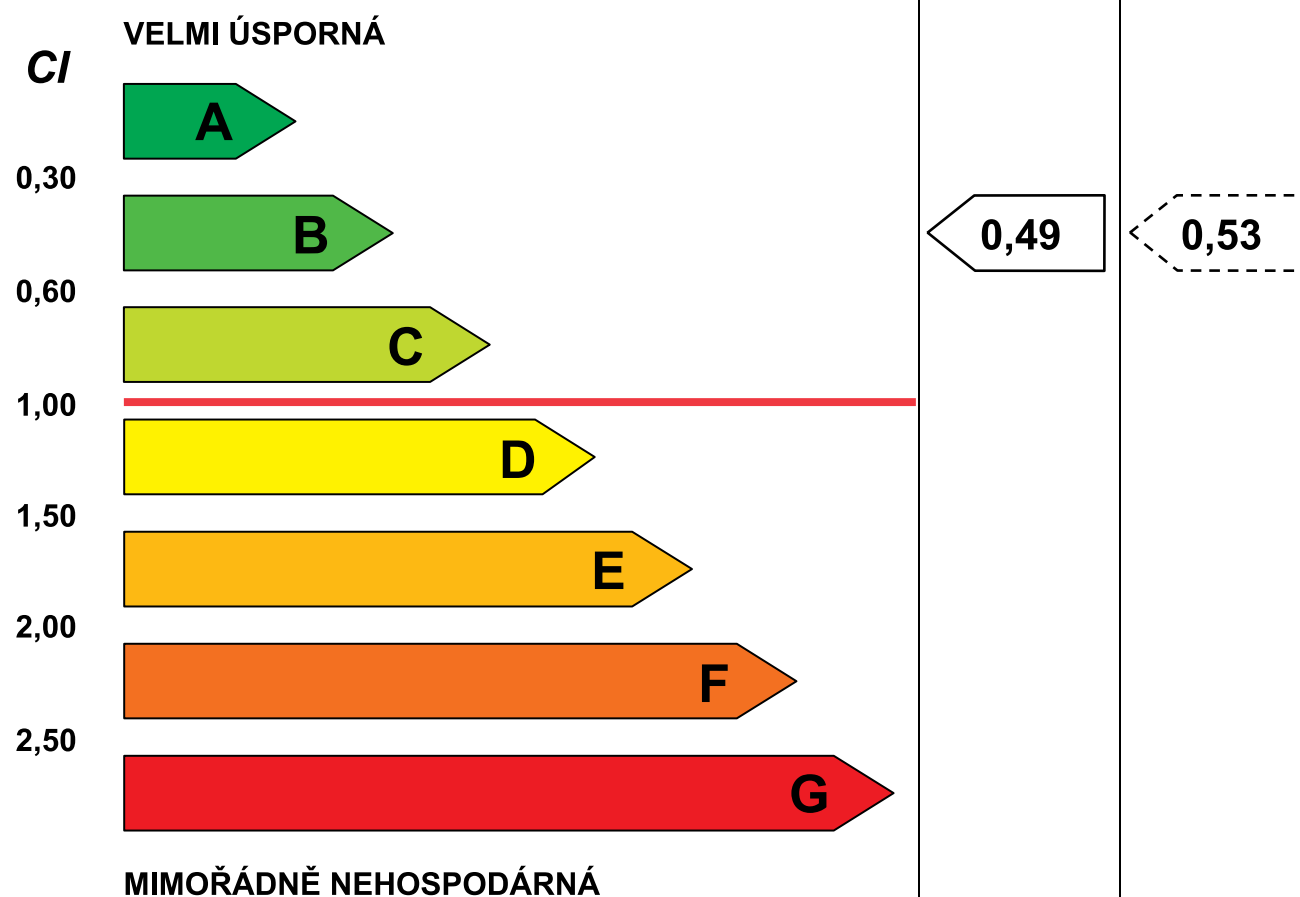 VELMI ÚSPORNÁ
CI
A
0,30
B
0,49
0,53
0,60
C
1,00
D
1,50
E
2,00
F
2,50
G
MIMOŘÁDNĚ NEHOSPODÁRNÁ